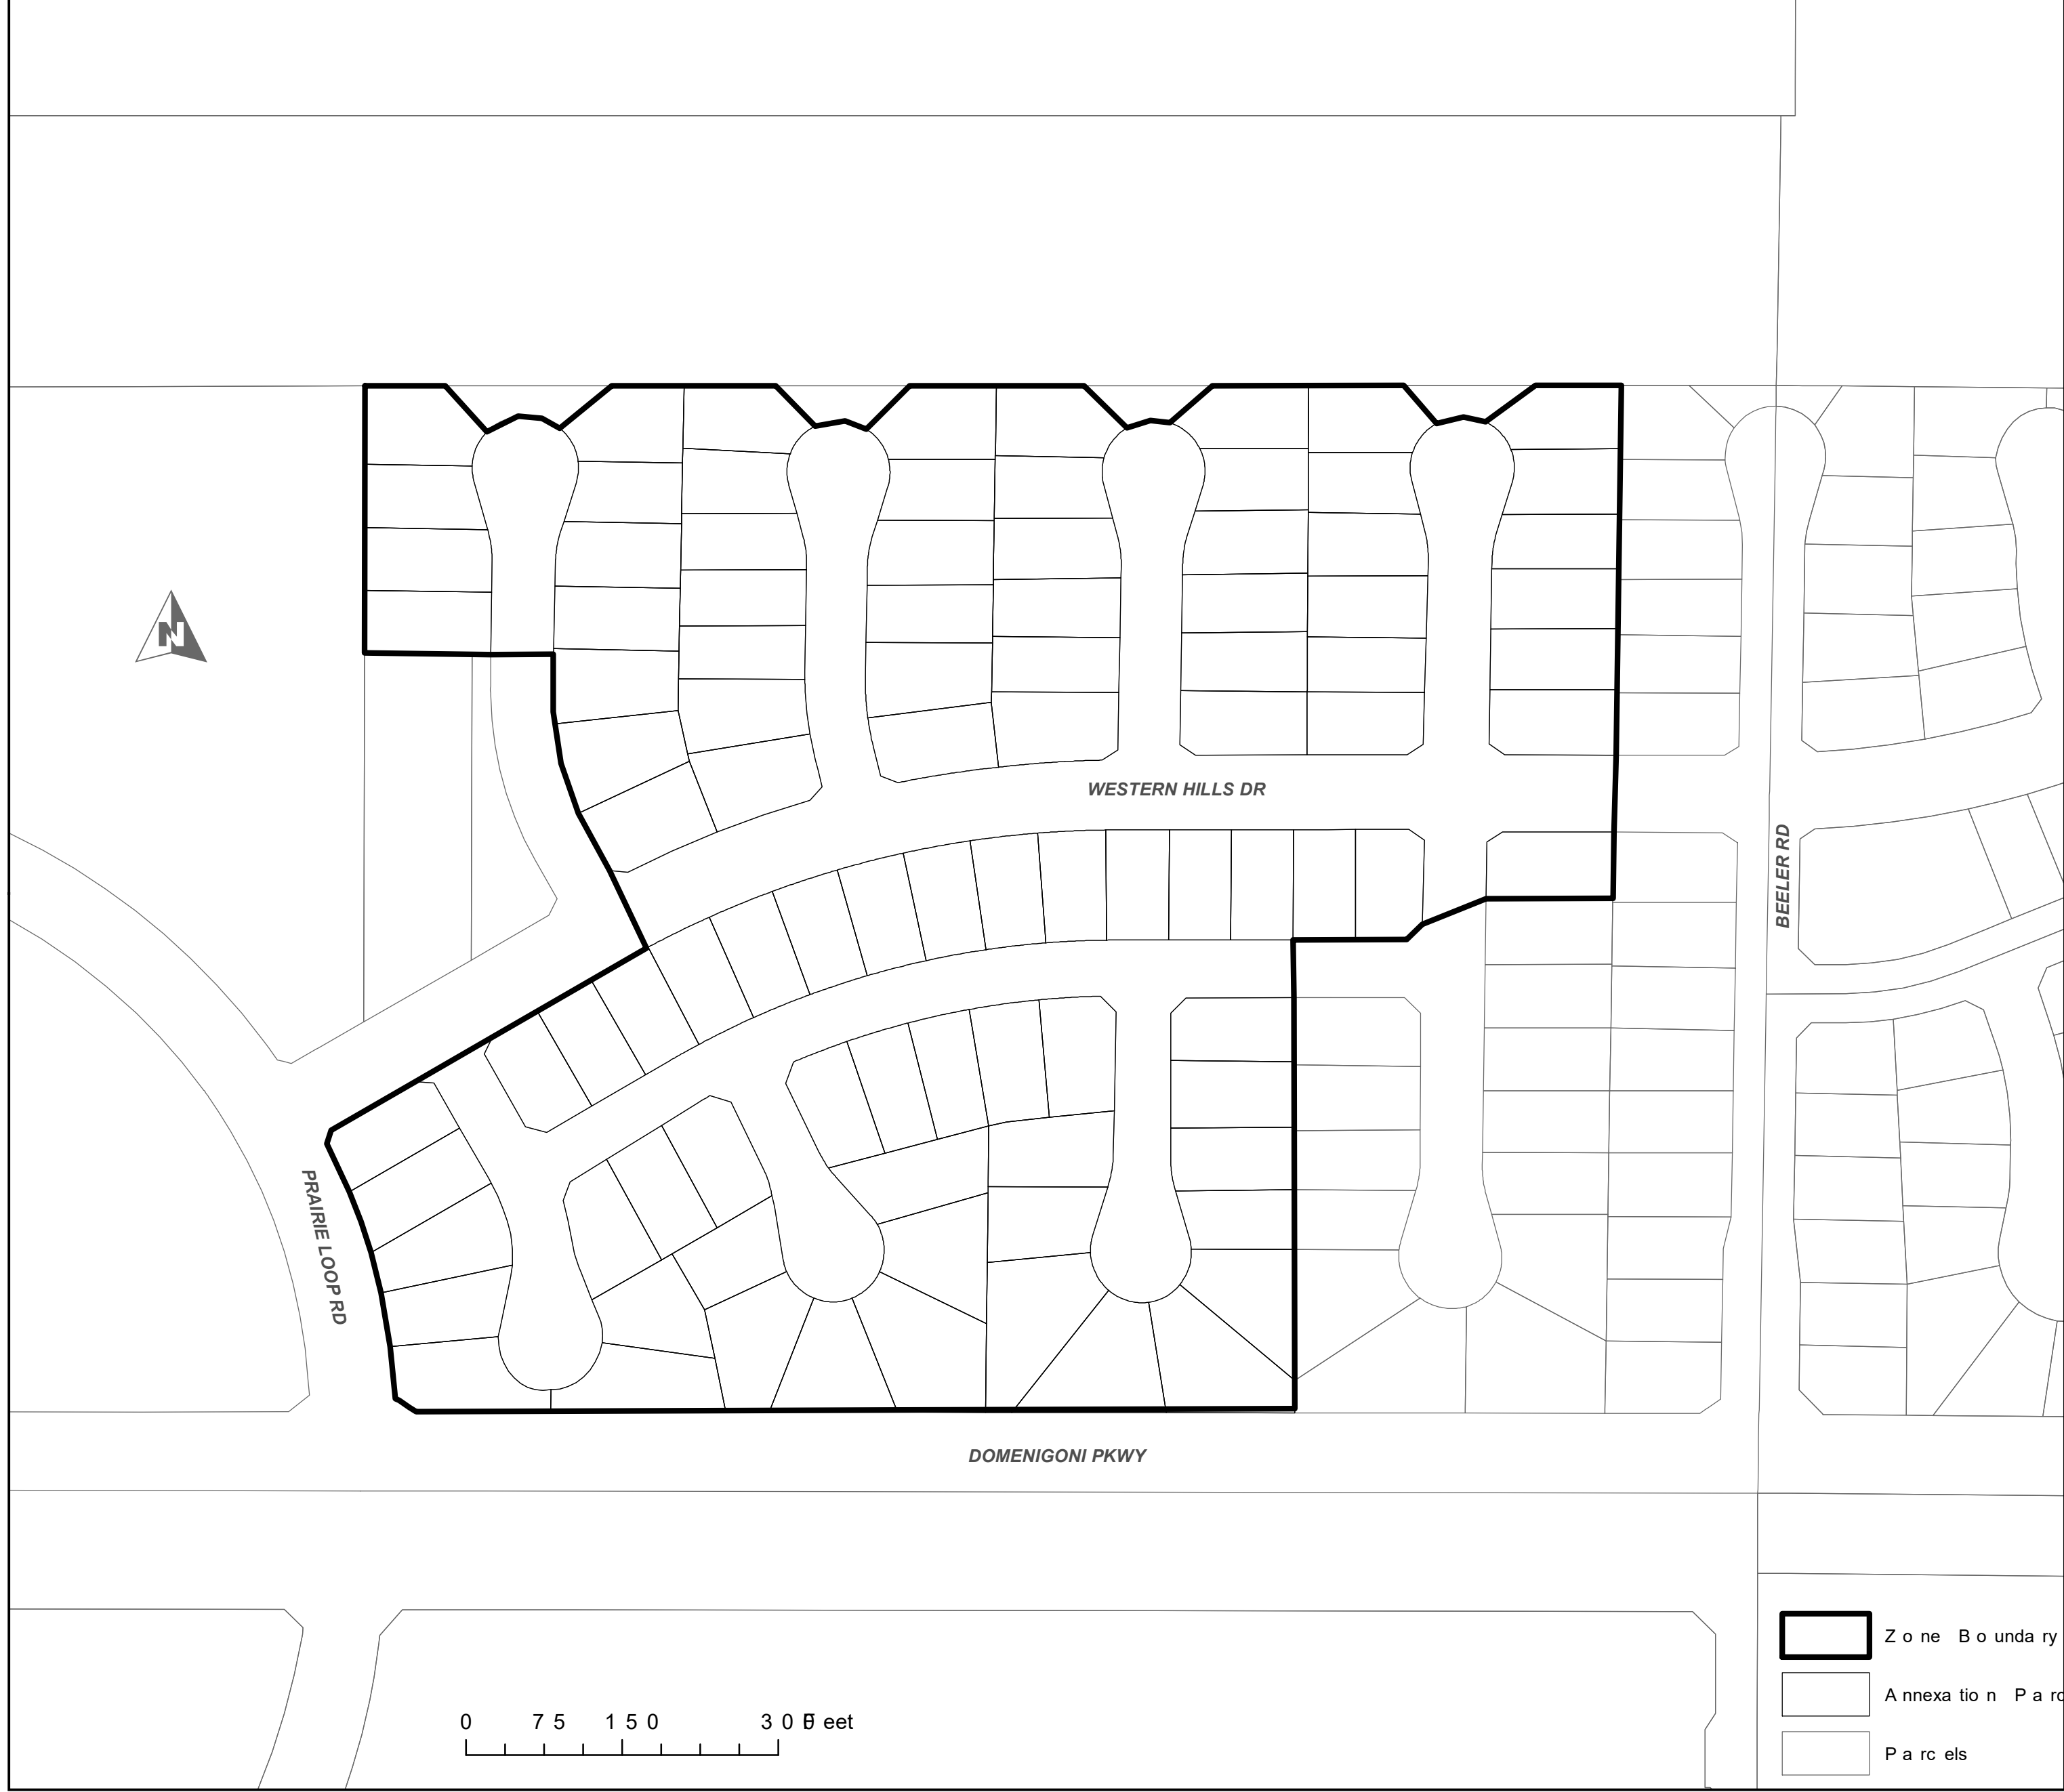 N
WESTERN HILLS DR
BEELER RD
PRAIRIE LOOP RD
DOMENIGONI PKWY
Zone Boundary
Annexation Parc
Parcels
0 75 150 300 Feet